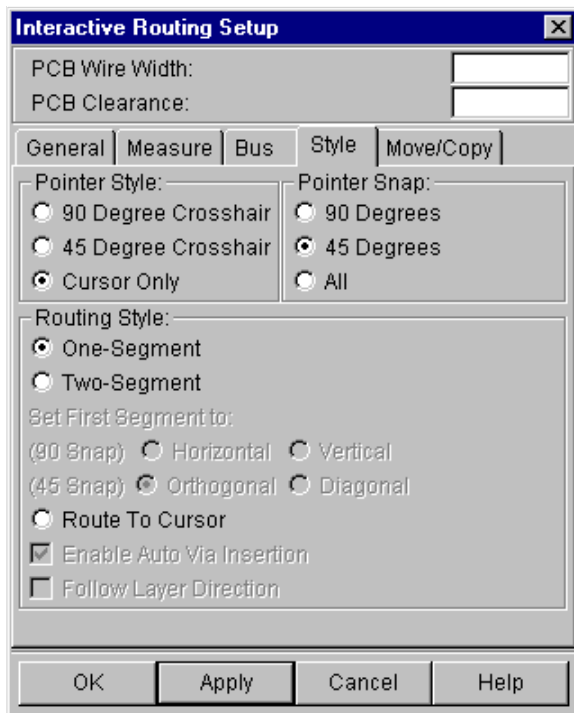 Interactive Routing Setup
PCB Wire Width:
PCB Clearance:
General Measure Bus Style Move/Copy
Pointer Style:
90 Degree Crosshair
45 Degree Crosshair
Cursor Only
Pointer Snap:
90 Degrees
45 Degrees
All
Routing Style:
One-Segment
Two-Segment
Set First Segment to:
(90 Snap) Horizontal Vertical
(45 Snap) Orthogonal Diagonal
Route To Cursor
Enable Auto Via Insertion
Follow Layer Direction
OK Apply Cancel Help